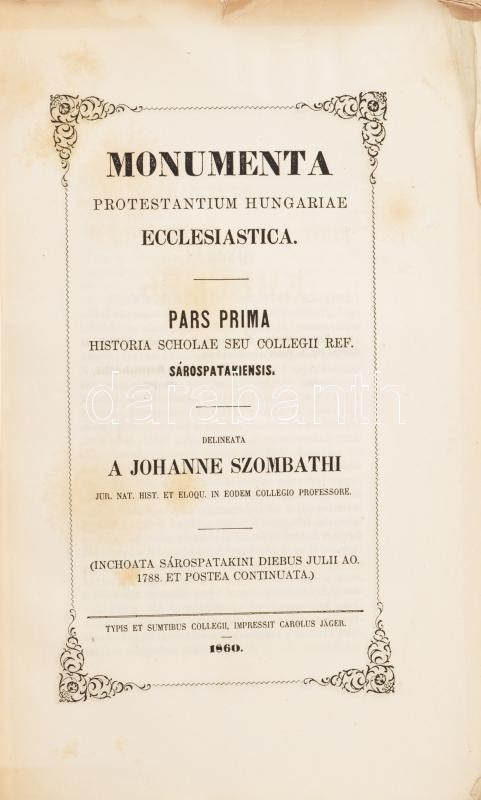 MONUMENTA
PROTESTANTIUM HUNGARIAE
ECCLESIASTICA.
PARS PRIMA
HISTORIA SCHOLAE SEU COLLEGII REF.
SÁROSPATAKIENSIS.
darabanth
DELINEATA
A JOHANNE SZOMBATHI
JUR. NAT. HIST. ET ELOQU. IN EODEM COLLEGIO PROFESSORE.
(INCHOATA SÁROSPATAKINI DIEBUS JULII AO.
1788. ET POSTEA CONTINUATA.)
TYPIS ET SUMTIBUS COLLEGII, IMPRESSIT CAROLUS JÄGER.
1860.